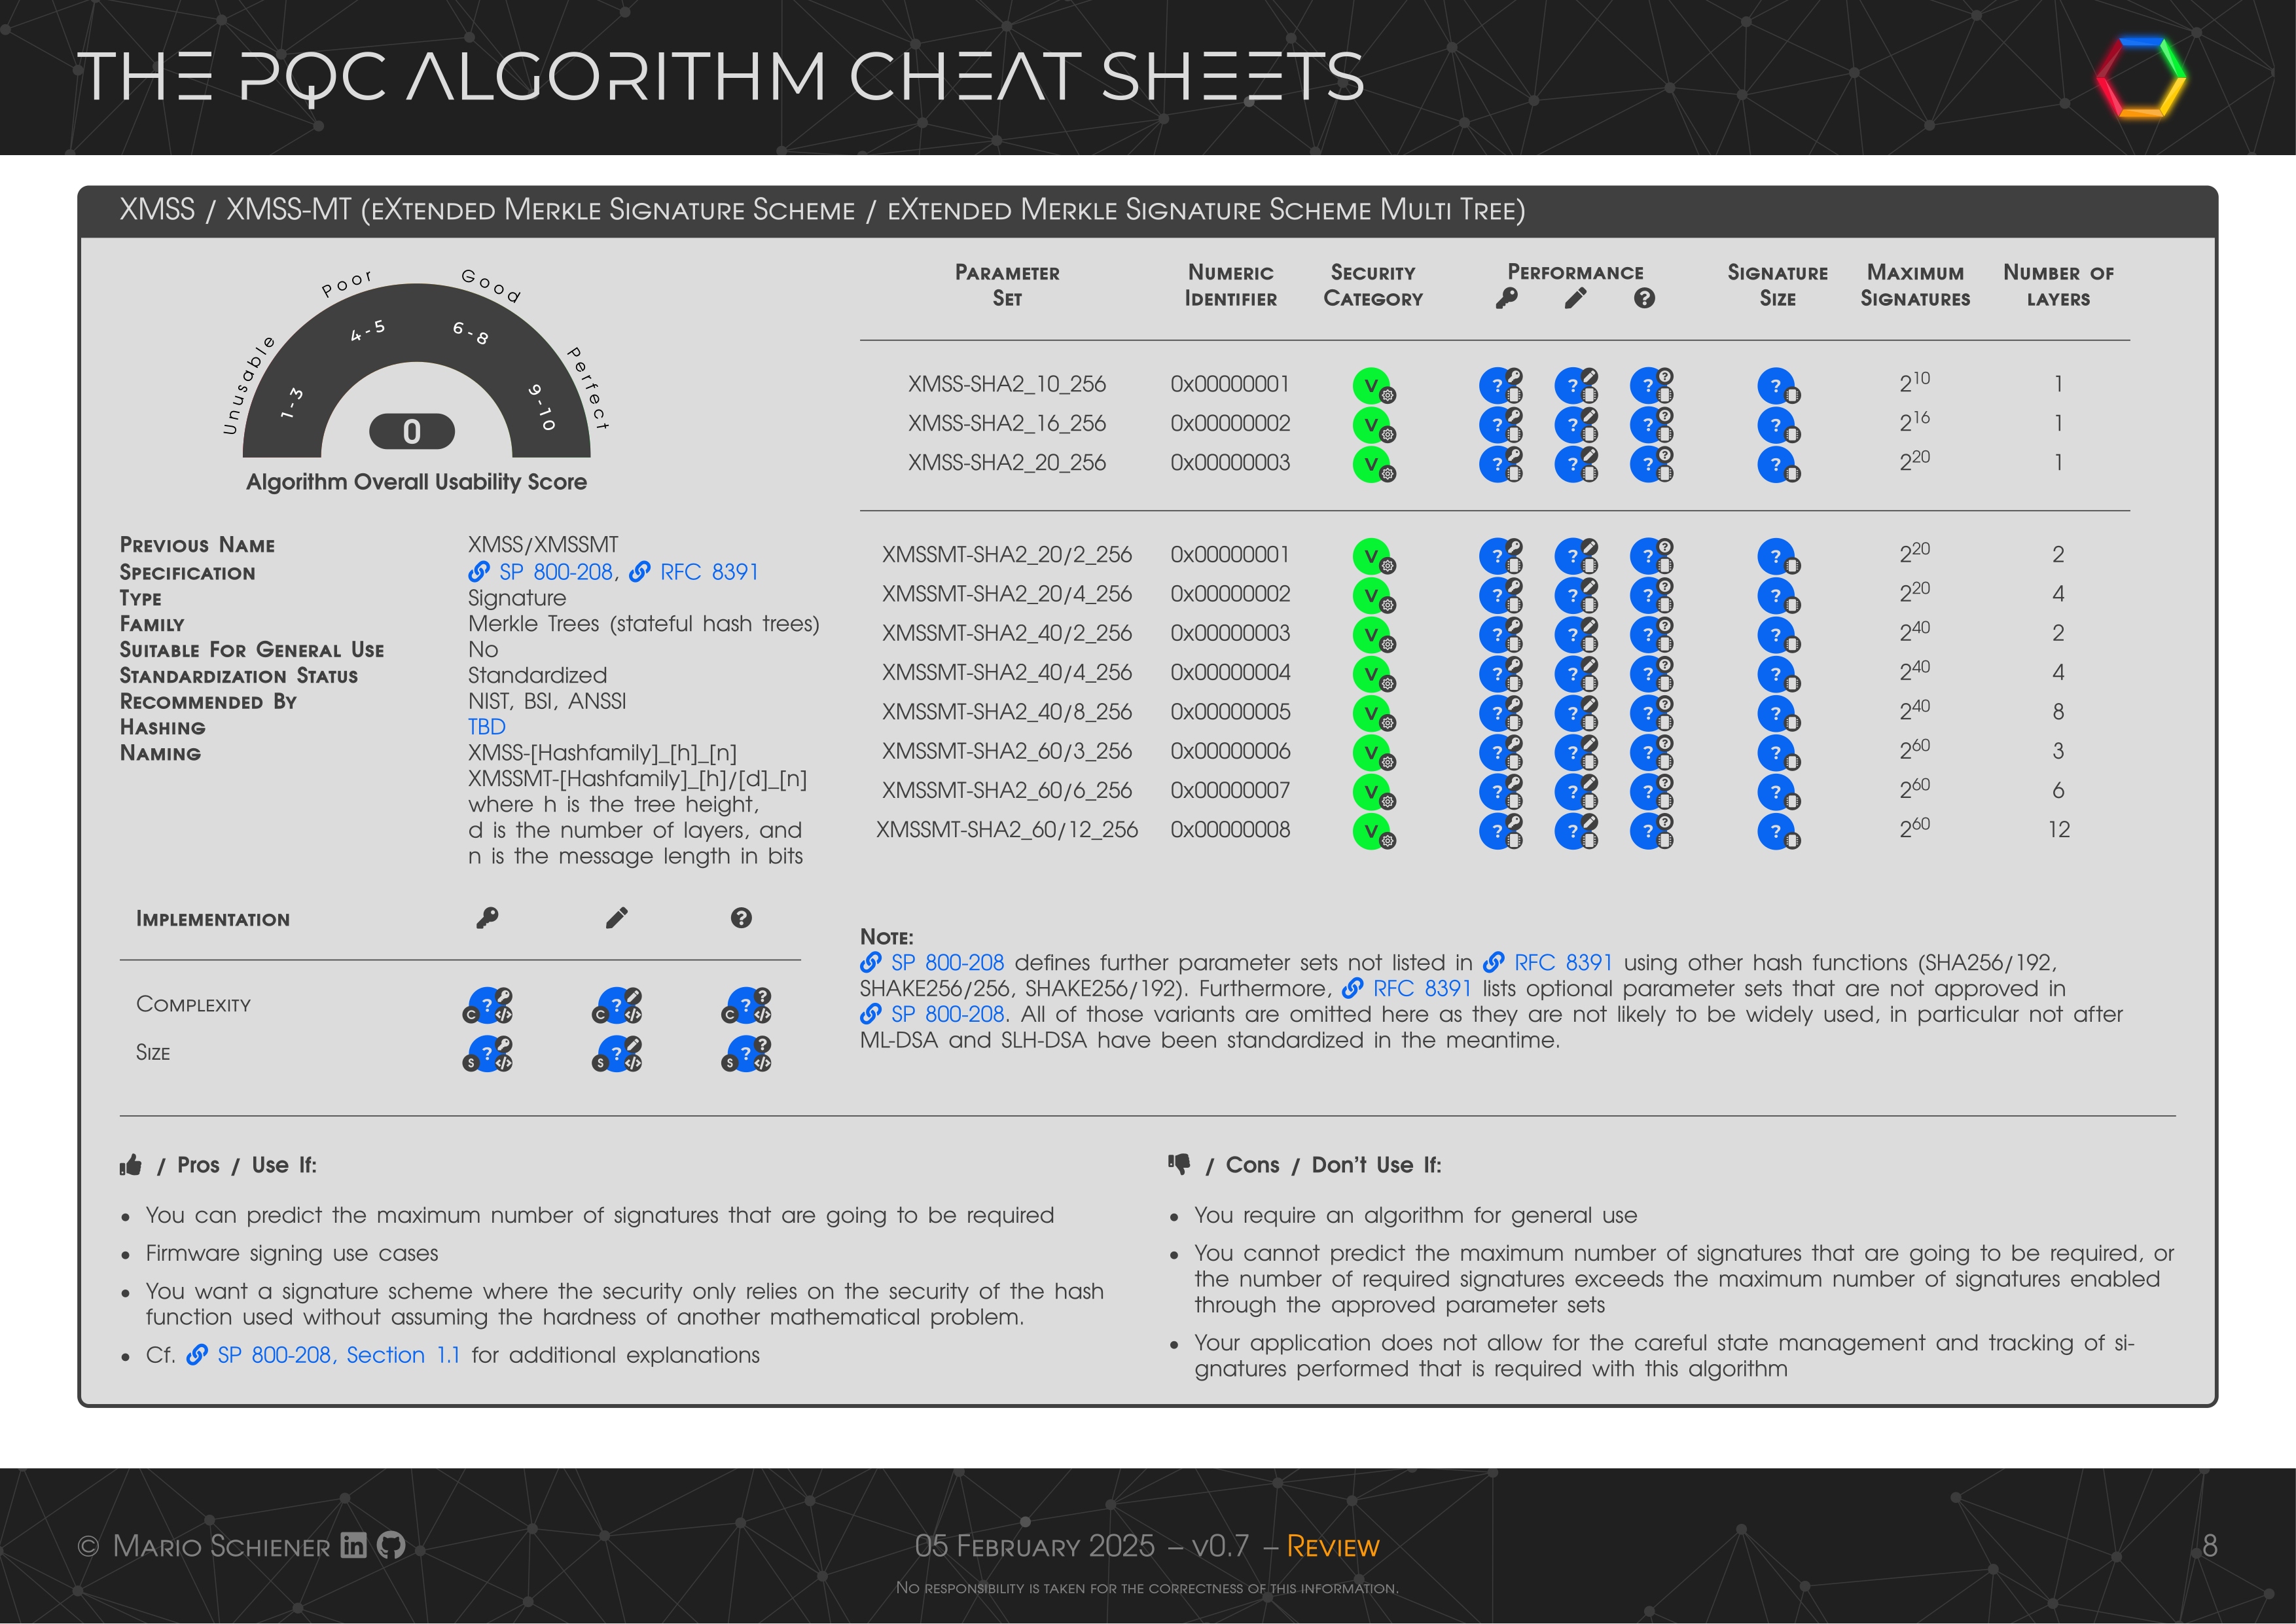 THE PQC ALGORITHM CHEAT SHEETS
XMSS / XMSS-MT (eXtended Merkle Signature Scheme / eXtended Merkle Signature Scheme Multi Tree)
Unusable Poor Good Perfect
1-3 4-5 6-8 9-10
0
Algorithm Overall Usability Score
Previous Name XMSS/XMSSMT
Specification SP 800-208, RFC 8391
Type Signature
Family Merkle Trees (stateful hash trees)
Suitable For General Use No
Standardization Status Standardized
Recommended By NIST, BSI, ANSSI
Hashing TBD
Naming XMSS-[Hashfamily]_[h]_[n]
XMSSMT-[Hashfamily]_[h]/[d]_[n]
where h is the tree height,
d is the number of layers, and
n is the message length in bits
Implementation ?
Complexity C ? </> C ? </> C ? ? </>
Size S ? </> S ? </> S ? ? </>
Parameter Numeric Security Performance Signature Maximum Number of
Set Identifier Category ? Size Signatures layers
XMSS-SHA2_10_256 0x00000001 V ? ? ? ? ? 2^10 1
XMSS-SHA2_16_256 0x00000002 V ? ? ? ? ? 2^16 1
XMSS-SHA2_20_256 0x00000003 V ? ? ? ? ? 2^20 1
XMSSMT-SHA2_20/2_256 0x00000001 V ? ? ? ? ? 2^20 2
XMSSMT-SHA2_20/4_256 0x00000002 V ? ? ? ? ? 2^20 4
XMSSMT-SHA2_40/2_256 0x00000003 V ? ? ? ? ? 2^40 2
XMSSMT-SHA2_40/4_256 0x00000004 V ? ? ? ? ? 2^40 4
XMSSMT-SHA2_40/8_256 0x00000005 V ? ? ? ? ? 2^40 8
XMSSMT-SHA2_60/3_256 0x00000006 V ? ? ? ? ? 2^60 3
XMSSMT-SHA2_60/6_256 0x00000007 V ? ? ? ? ? 2^60 6
XMSSMT-SHA2_60/12_256 0x00000008 V ? ? ? ? ? 2^60 12
Note:
SP 800-208 defines further parameter sets not listed in RFC 8391 using other hash functions (SHA256/192,
SHAKE256/256, SHAKE256/192). Furthermore, RFC 8391 lists optional parameter sets that are not approved in
SP 800-208. All of those variants are omitted here as they are not likely to be widely used, in particular not after
ML-DSA and SLH-DSA have been standardized in the meantime.
/ Pros / Use If:
• You can predict the maximum number of signatures that are going to be required
• Firmware signing use cases
• You want a signature scheme where the security only relies on the security of the hash
function used without assuming the hardness of another mathematical problem.
• Cf. SP 800-208, Section 1.1 for additional explanations
/ Cons / Don't Use If:
• You require an algorithm for general use
• You cannot predict the maximum number of signatures that are going to be required, or
the number of required signatures exceeds the maximum number of signatures enabled
through the approved parameter sets
• Your application does not allow for the careful state management and tracking of si-
gnatures performed that is required with this algorithm
© Mario Schiener in
05 February 2025 – v0.7 – Review
8
No responsibility is taken for the correctness of this information.